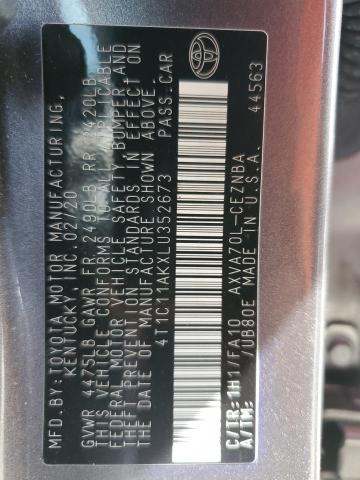 MFD.BY:TOYOTA MOTOR MANUFACTURING,
KENTUCKY, INC. 02/20
GVWR 4475LB GAWR FR 2490LB RR 2420LB
THIS VEHICLE CONFORMS TO ALL APPLICABLE
FEDERAL MOTOR VEHICLE SAFETY, BUMPER, AND
THEFT PREVENTION STANDARDS IN EFFECT ON
THE DATE OF MANUFACTURE SHOWN ABOVE.
4T1C11AKXLU352673 PASS.CAR
C/TR:1H1/FA10 AXVA70L-CEZNBA
A/TM: /UB80E MADE IN U.S.A. 44563